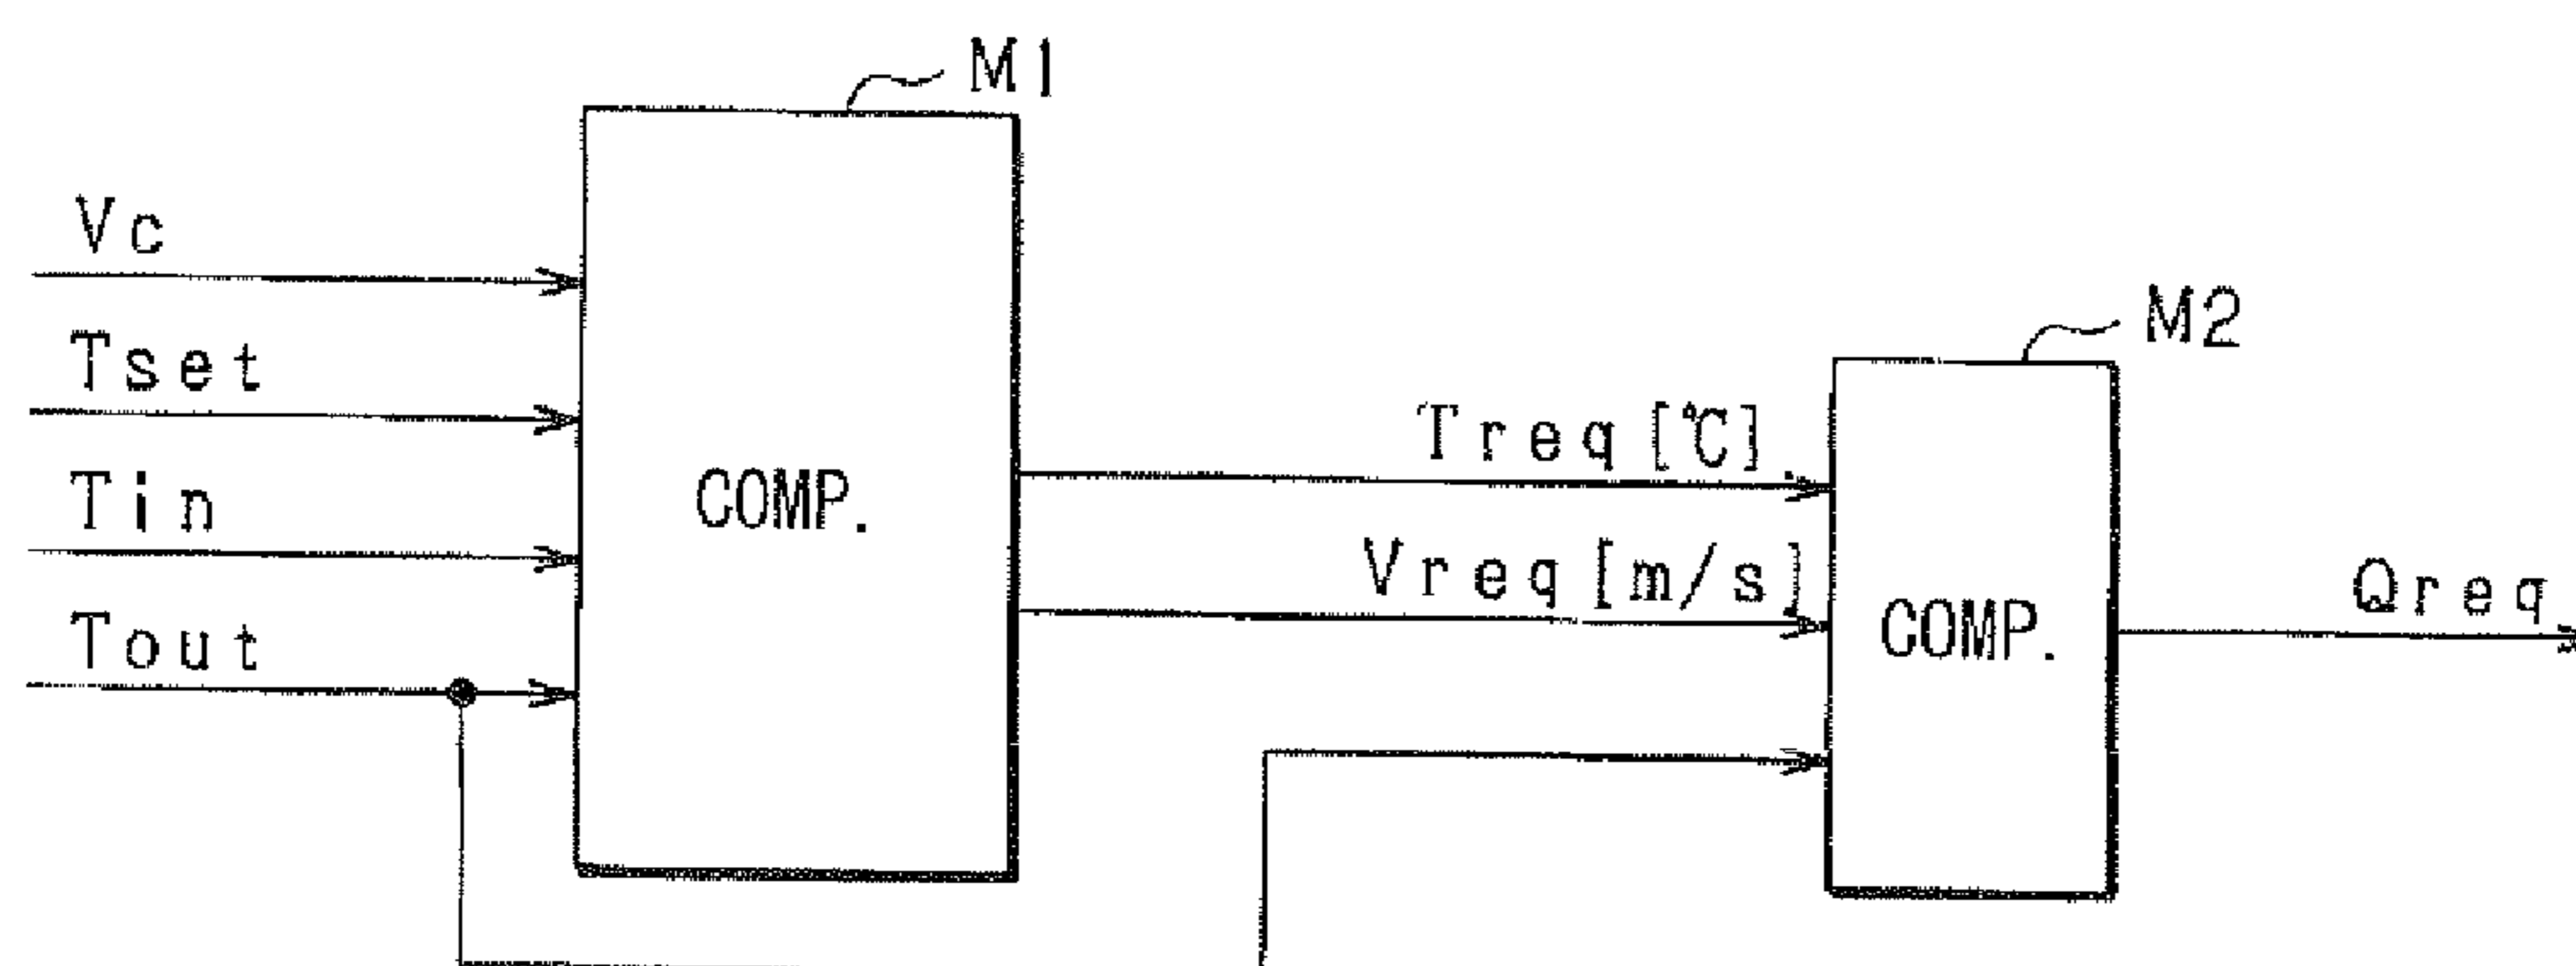 M1
Vc
Tset
Tin
Tout
COMP.
Treq[℃]
Vreq[m/s]
M2
COMP.
Qreq